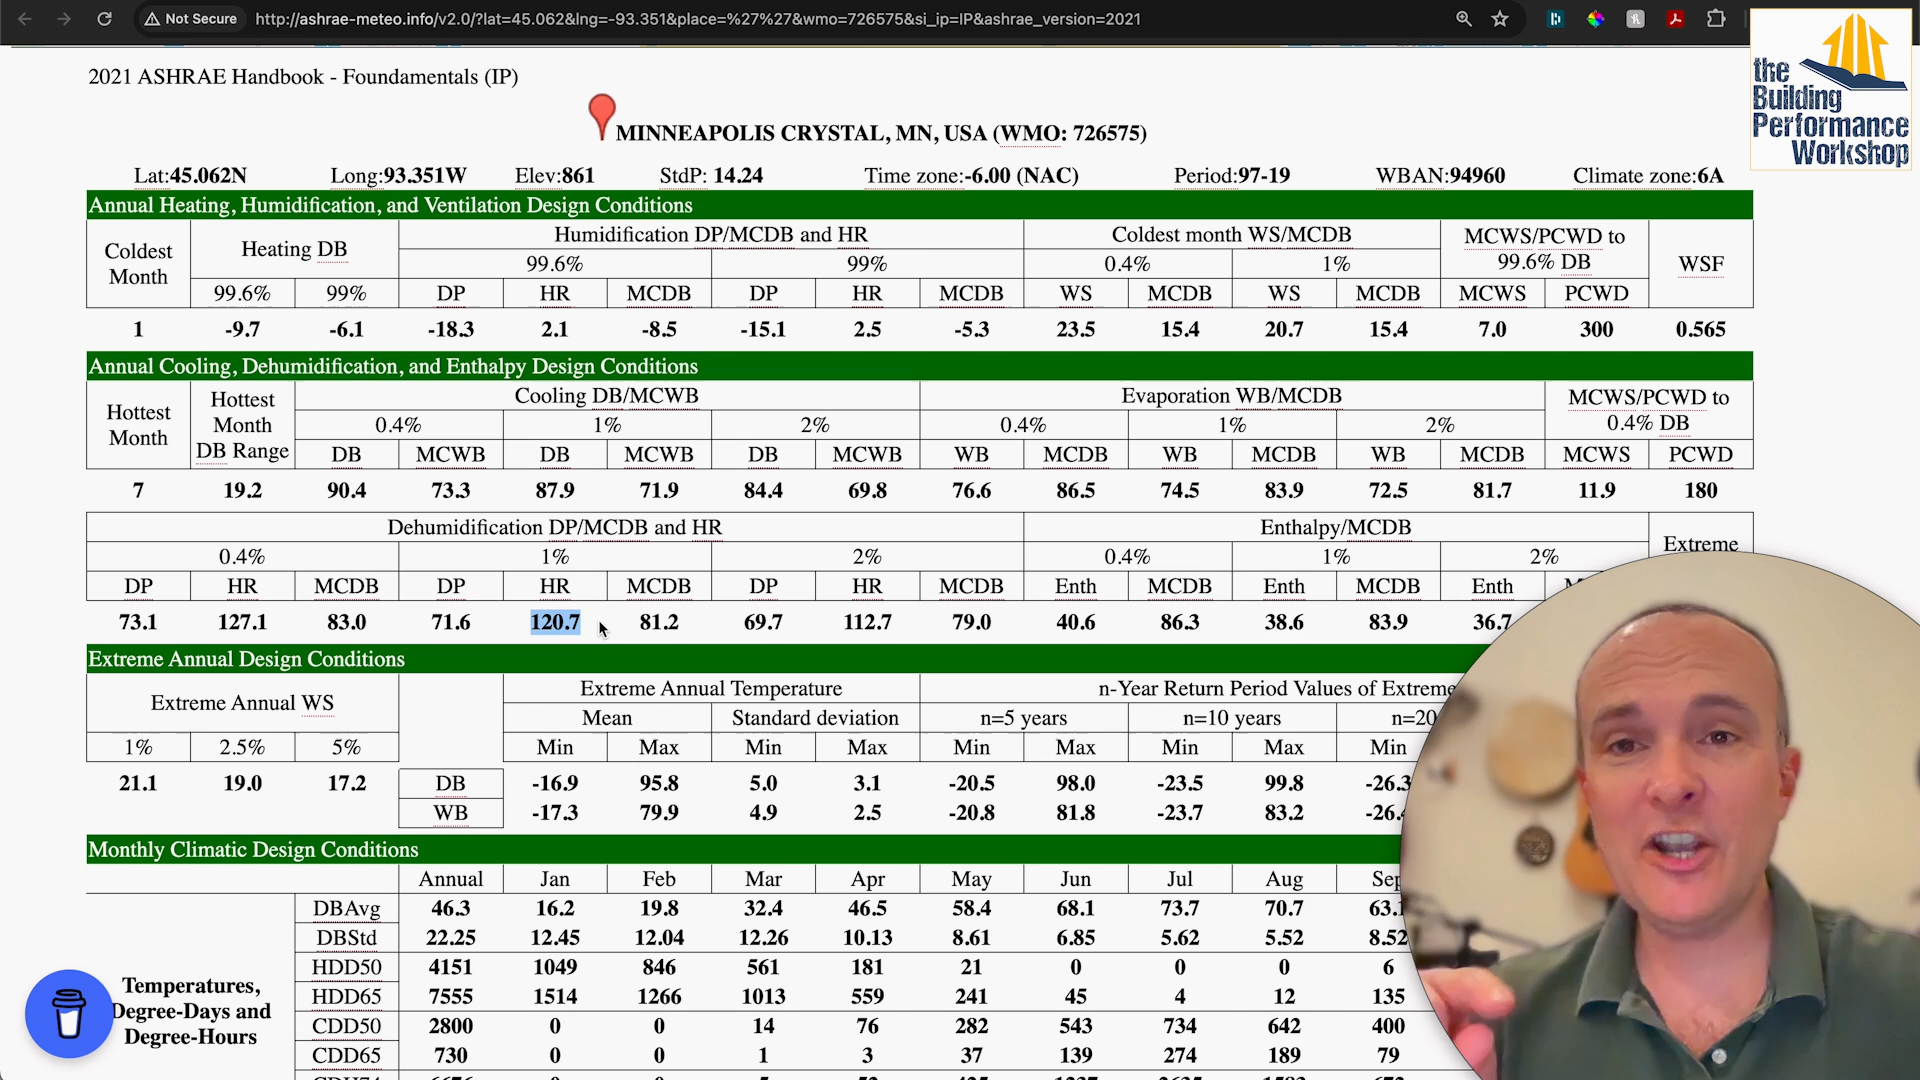 Not Secure http://ashrae-meteo.info/v2.0/?lat=45.062&lng=-93.351&place=%27%27&wmo=726575&si_ip=IP&ashrae_version=2021
the Building Performance Workshop
2021 ASHRAE Handbook - Foundamentals (IP)
MINNEAPOLIS CRYSTAL, MN, USA (WMO: 726575)
Lat:45.062N Long:93.351W Elev:861 StdP: 14.24 Time zone:-6.00 (NAC) Period:97-19 WBAN:94960 Climate zone:6A
Annual Heating, Humidification, and Ventilation Design Conditions
Coldest Month Heating DB Humidification DP/MCDB and HR Coldest month WS/MCDB MCWS/PCWD to 99.6% DB WSF
99.6% 99% 0.4% 1%
99.6% 99% DP HR MCDB DP HR MCDB WS MCDB WS MCDB MCWS PCWD
1 -9.7 -6.1 -18.3 2.1 -8.5 -15.1 2.5 -5.3 23.5 15.4 20.7 15.4 7.0 300 0.565
Annual Cooling, Dehumidification, and Enthalpy Design Conditions
Hottest Month Hottest Month DB Range Cooling DB/MCWB Evaporation WB/MCDB MCWS/PCWD to 0.4% DB
0.4% 1% 2% 0.4% 1% 2%
DB MCWB DB MCWB DB MCWB WB MCDB WB MCDB WB MCDB MCWS PCWD
7 19.2 90.4 73.3 87.9 71.9 84.4 69.8 76.6 86.5 74.5 83.9 72.5 81.7 11.9 180
Dehumidification DP/MCDB and HR Enthalpy/MCDB Extreme
0.4% 1% 2% 0.4% 1% 2%
DP HR MCDB DP HR MCDB DP HR MCDB Enth MCDB Enth MCDB Enth
73.1 127.1 83.0 71.6 120.7 81.2 69.7 112.7 79.0 40.6 86.3 38.6 83.9 36.7
Extreme Annual Design Conditions
Extreme Annual WS Extreme Annual Temperature n-Year Return Period Values of Extreme
Mean Standard deviation n=5 years n=10 years n=20
1% 2.5% 5% Min Max Min Max Min Max Min Max Min
21.1 19.0 17.2 DB -16.9 95.8 5.0 3.1 -20.5 98.0 -23.5 99.8 -26.3
WB -17.3 79.9 4.9 2.5 -20.8 81.8 -23.7 83.2 -26.4
Monthly Climatic Design Conditions
Annual Jan Feb Mar Apr May Jun Jul Aug Sep
Temperatures, Degree-Days and Degree-Hours
DBAvg 46.3 16.2 19.8 32.4 46.5 58.4 68.1 73.7 70.7 63.1
DBStd 22.25 12.45 12.04 12.26 10.13 8.61 6.85 5.62 5.52 8.52
HDD50 4151 1049 846 561 181 21 0 0 0 6
HDD65 7555 1514 1266 1013 559 241 45 4 12 135
CDD50 2800 0 0 14 76 282 543 734 642 400
CDD65 730 0 0 1 3 37 139 274 189 79